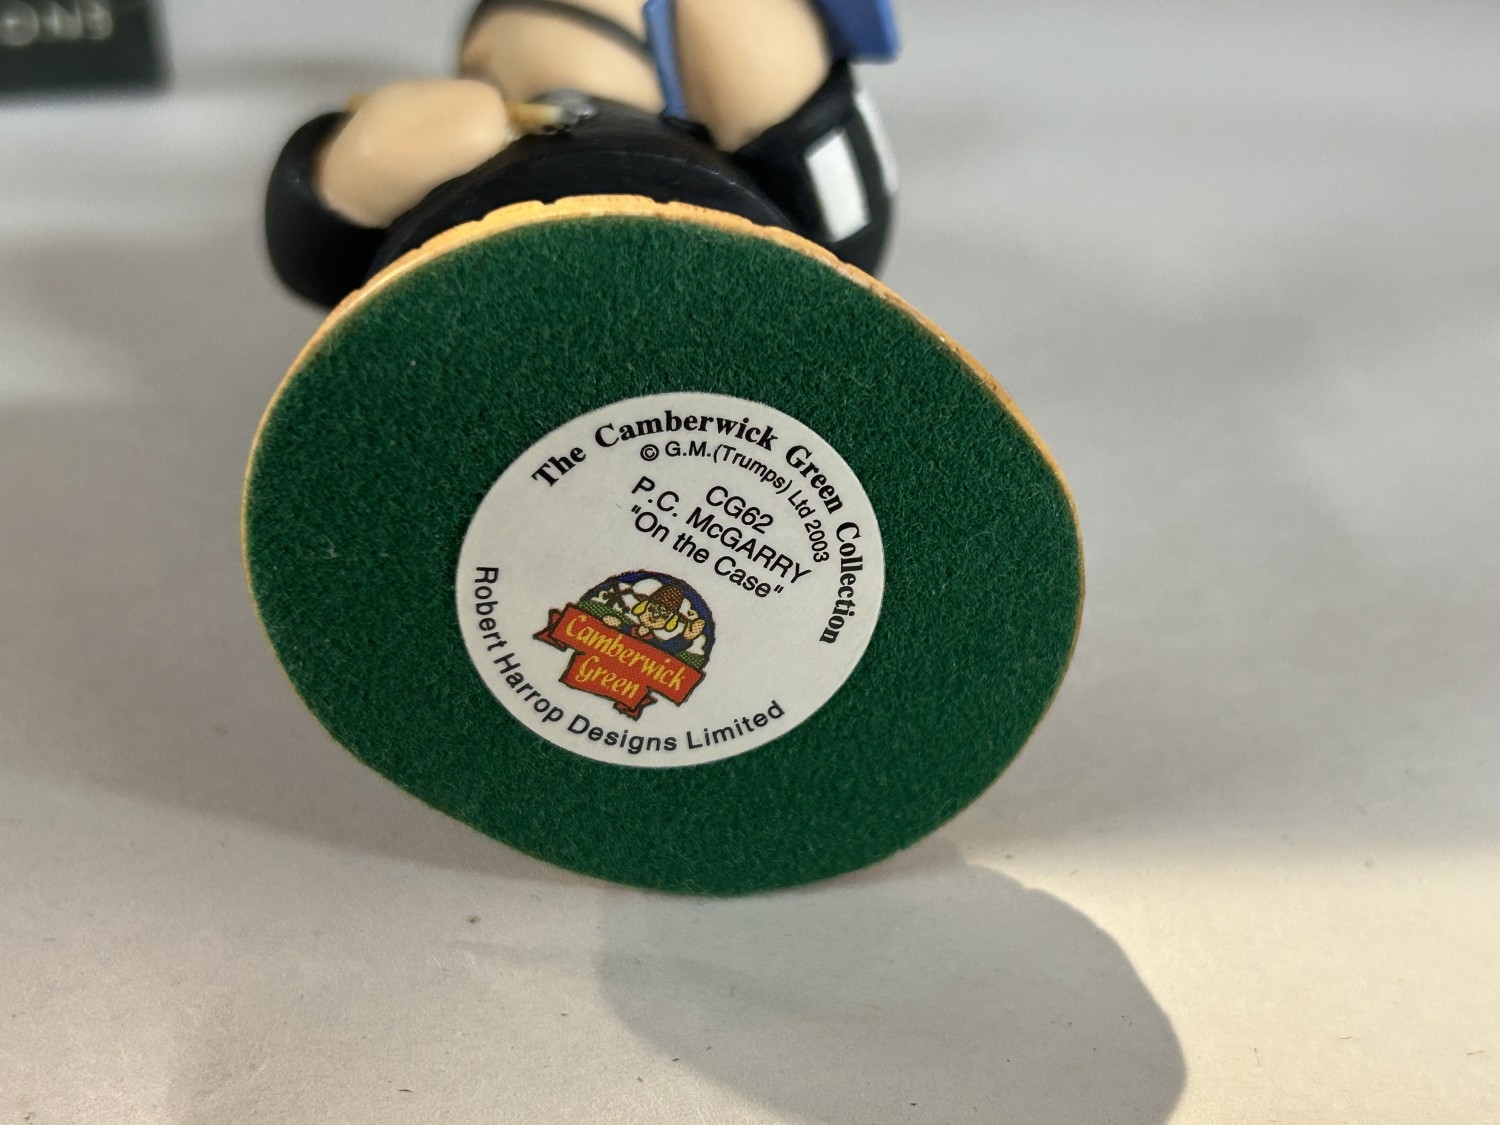 The Camberwick Green Collection
© G.M.(Trumps) Ltd 2003
CG62
P.C. McGARRY
"On the Case"
Camberwick
Green
Robert Harrop Designs Limited